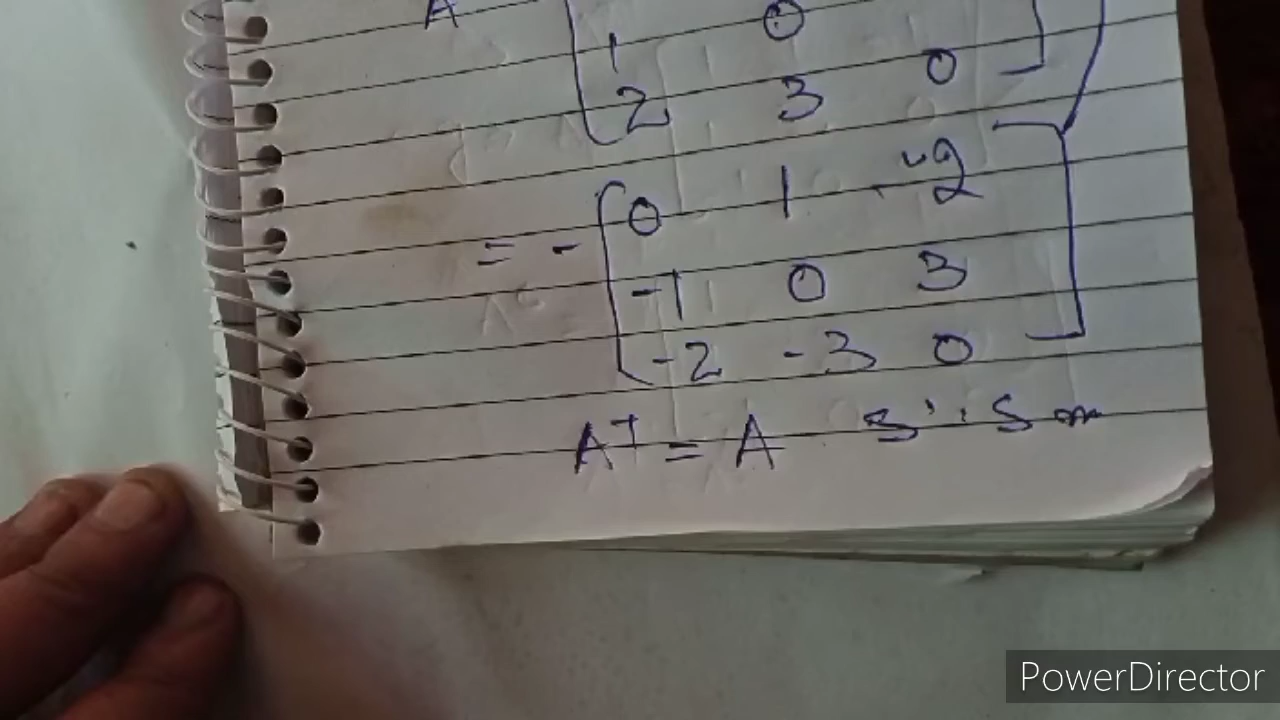 A
1 0
2 3 0
= - 0 1 2
-1 0 3
-2 -3 0
A^T = A
PowerDirector